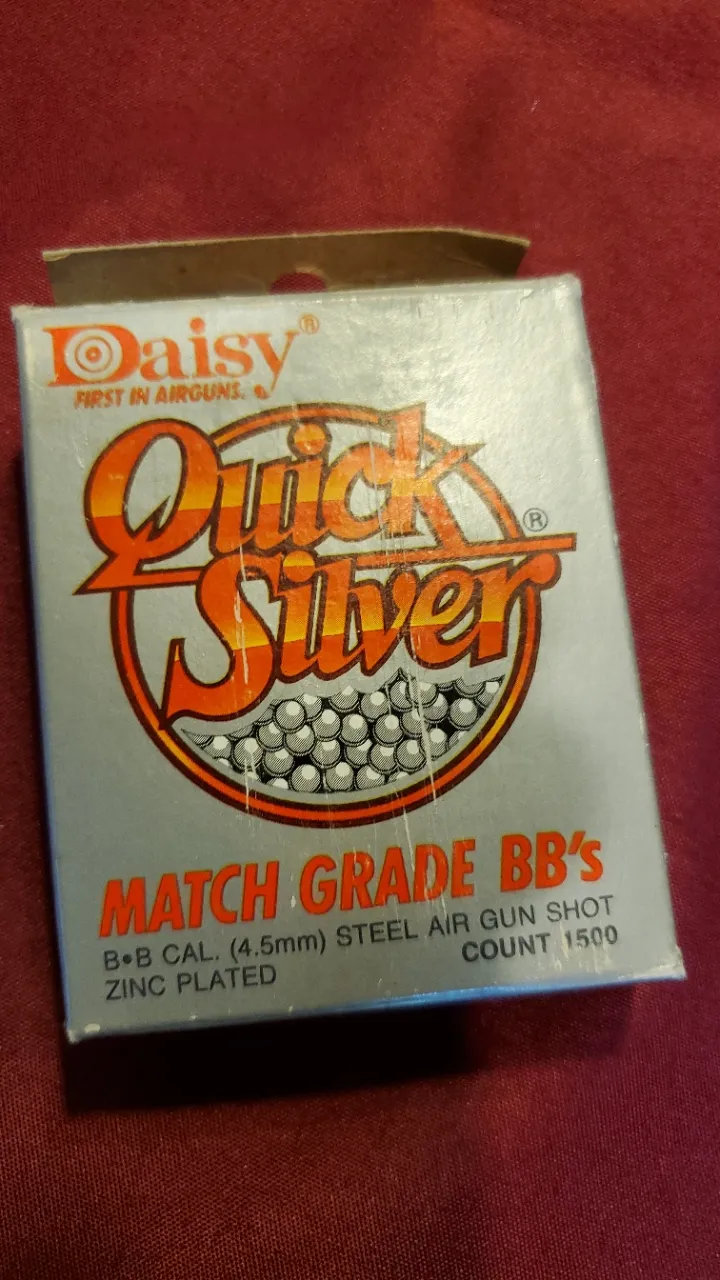 Daisy®
FIRST IN AIRGUNS.
Quick
Silver®
MATCH GRADE BB's
B•B CAL. (4.5mm) STEEL AIR GUN SHOT
ZINC PLATED COUNT 1500